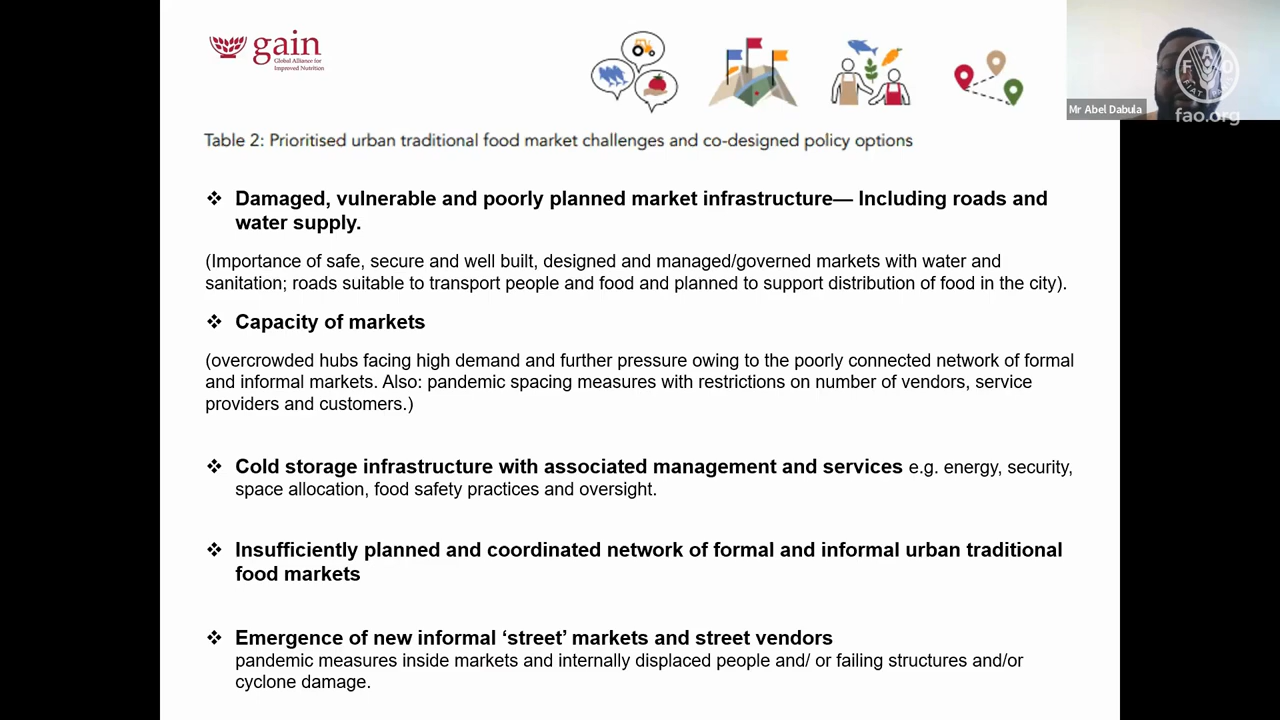 gain
Global Alliance for
Improved Nutrition
Mr Abel Dabula
F A O
FIAT PANIS
fao.org
Table 2: Prioritised urban traditional food market challenges and co-designed policy options
❖ Damaged, vulnerable and poorly planned market infrastructure— Including roads and
water supply.
(Importance of safe, secure and well built, designed and managed/governed markets with water and
sanitation; roads suitable to transport people and food and planned to support distribution of food in the city).
❖ Capacity of markets
(overcrowded hubs facing high demand and further pressure owing to the poorly connected network of formal
and informal markets. Also: pandemic spacing measures with restrictions on number of vendors, service
providers and customers.)
❖ Cold storage infrastructure with associated management and services e.g. energy, security,
space allocation, food safety practices and oversight.
❖ Insufficiently planned and coordinated network of formal and informal urban traditional
food markets
❖ Emergence of new informal ‘street’ markets and street vendors
pandemic measures inside markets and internally displaced people and/ or failing structures and/or
cyclone damage.